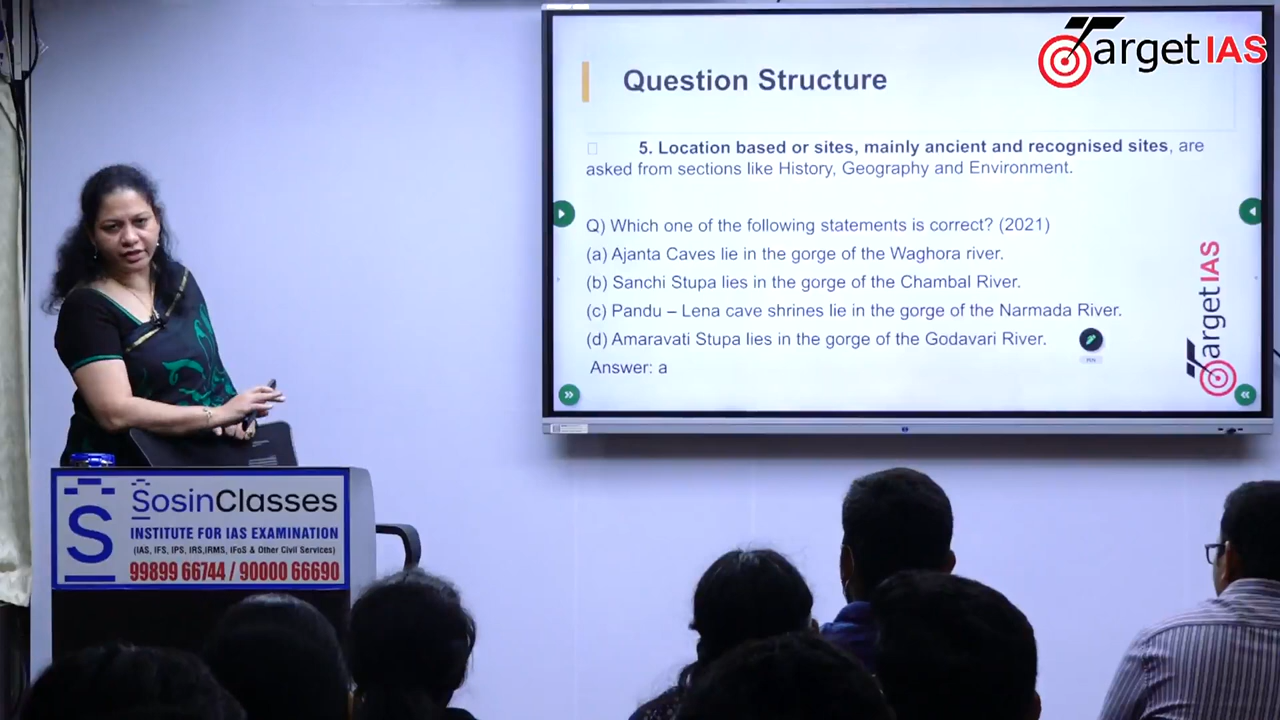 Target IAS
Question Structure
5. Location based or sites, mainly ancient and recognised sites, are
asked from sections like History, Geography and Environment.
Q) Which one of the following statements is correct? (2021)
(a) Ajanta Caves lie in the gorge of the Waghora river.
(b) Sanchi Stupa lies in the gorge of the Chambal River.
(c) Pandu – Lena cave shrines lie in the gorge of the Narmada River.
(d) Amaravati Stupa lies in the gorge of the Godavari River.
Answer: a
Target IAS
S
SosinClasses
INSTITUTE FOR IAS EXAMINATION
(IAS, IFS, IPS, IRS,IRMS, IFoS & Other Civil Services)
99899 66744 / 90000 66690